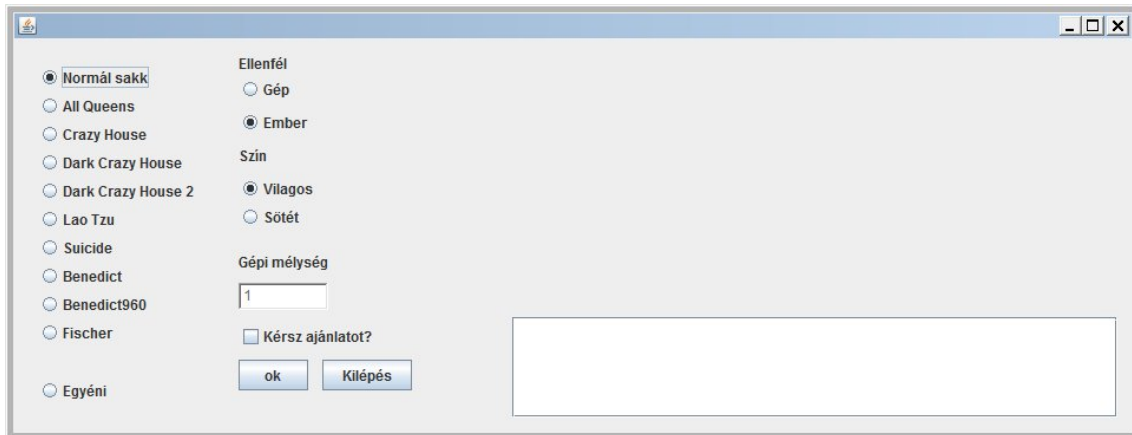 Normál sakk
All Queens
Crazy House
Dark Crazy House
Dark Crazy House 2
Lao Tzu
Suicide
Benedict
Benedict960
Fischer
Egyéni
Ellenfél
Gép
Ember
Szín
Vilagos
Sötét
Gépi mélység
1
Kérsz ajánlatot?
ok
Kilépés